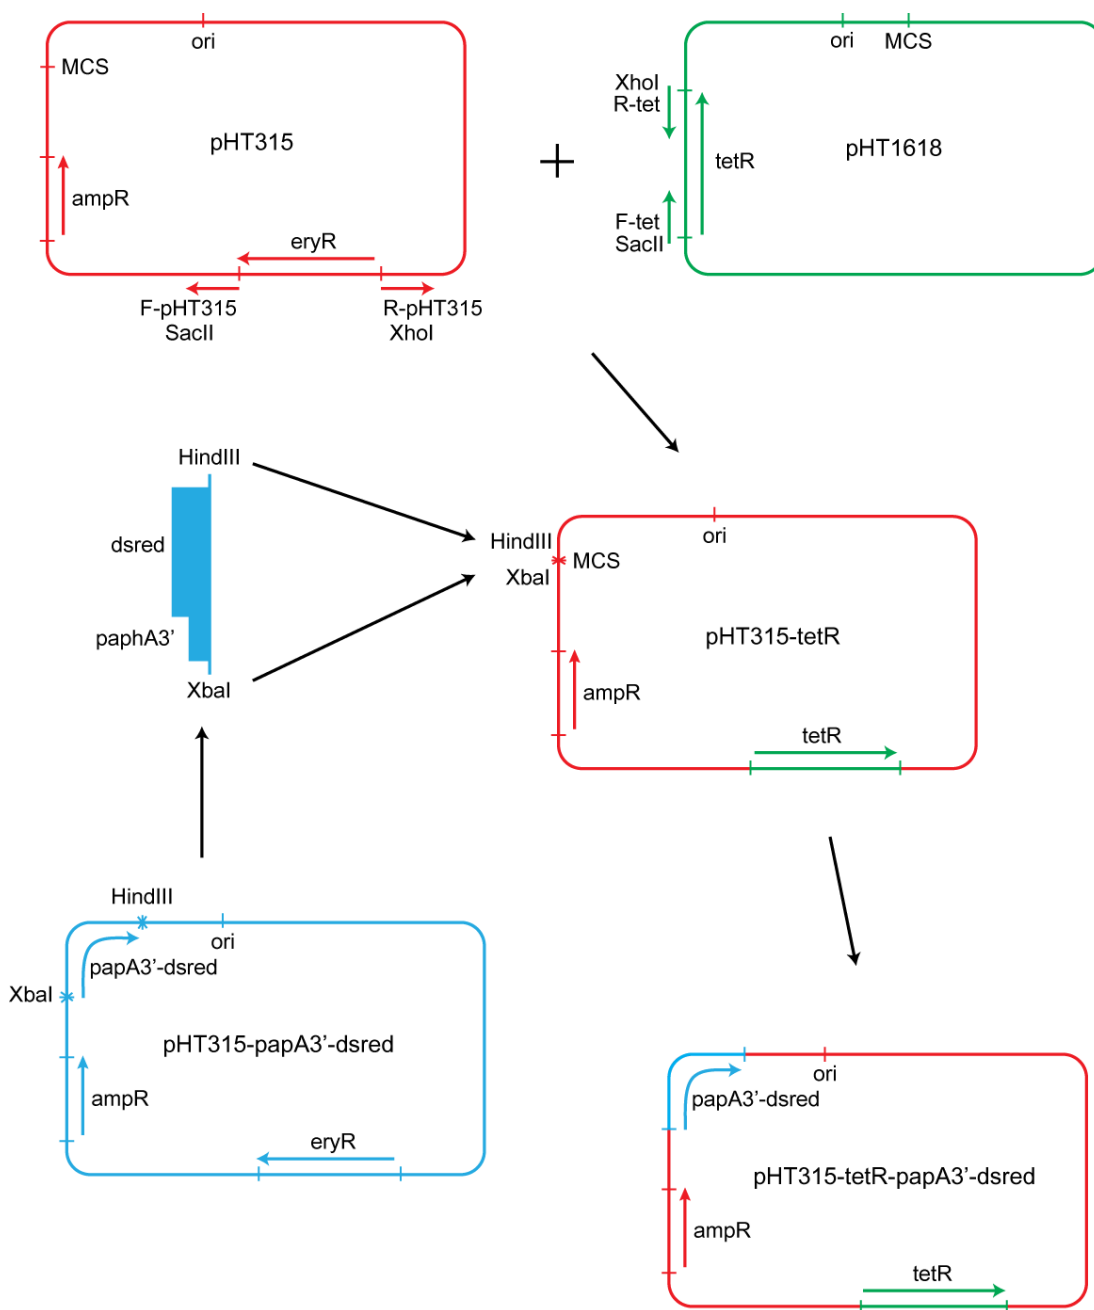 ori
MCS
pHT315
ampR
eryR
F-pHT315
SacII
R-pHT315
XhoI
+
ori
MCS
XhoI
R-tet
tetR
pHT1618
F-tet
SacII
HindIII
dsred
paphA3'
XbaI
HindIII
XbaI
MCS
ori
pHT315-tetR
ampR
tetR
HindIII
ori
papA3'-dsred
XbaI
pHT315-papA3'-dsred
ampR
eryR
ori
papA3'-dsred
pHT315-tetR-papA3'-dsred
ampR
tetR